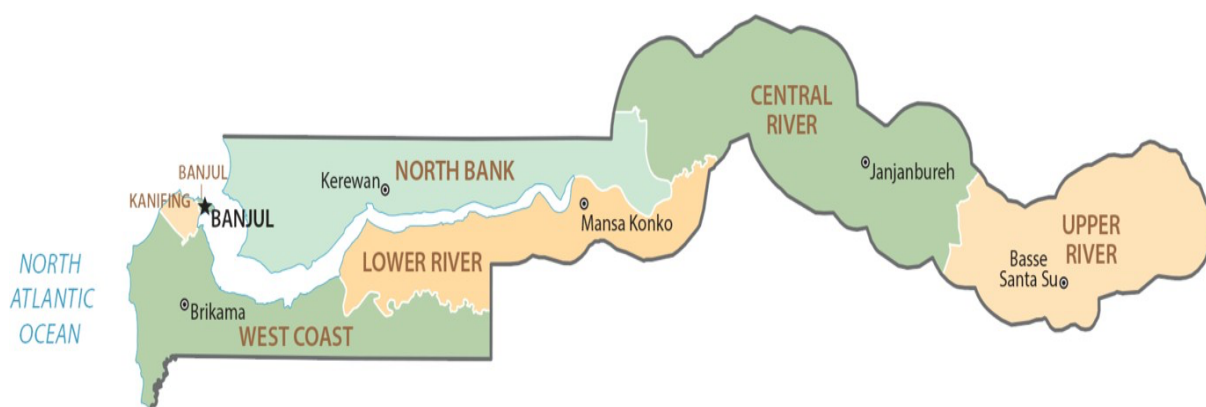 CENTRAL
RIVER
NORTH BANK
Janjanbureh
BANJUL
Kerewan
KANIFING
BANJUL
Mansa Konko
UPPER
RIVER
LOWER RIVER
Basse
Santa Su
NORTH
ATLANTIC
OCEAN
Brikama
WEST COAST